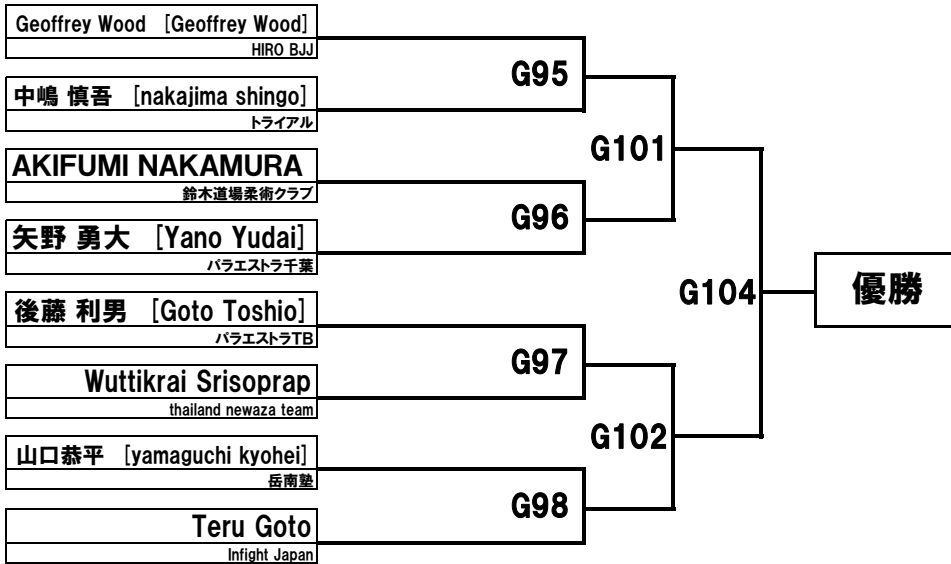 Geoffrey Wood [Geoffrey Wood]
HIRO BJJ
中嶋 慎吾 [nakajima shingo]
トライアル
AKIFUMI NAKAMURA
鈴木道場柔術クラブ
矢野 勇大 [Yano Yudai]
パラエストラ千葉
後藤 利男 [Goto Toshio]
パラエストラTB
Wuttikrai Srisoprap
thailand newaza team
山口恭平 [yamaguchi kyohei]
岳南塾
Teru Goto
Infight Japan
G95
G96
G97
G98
G101
G102
G104
優勝